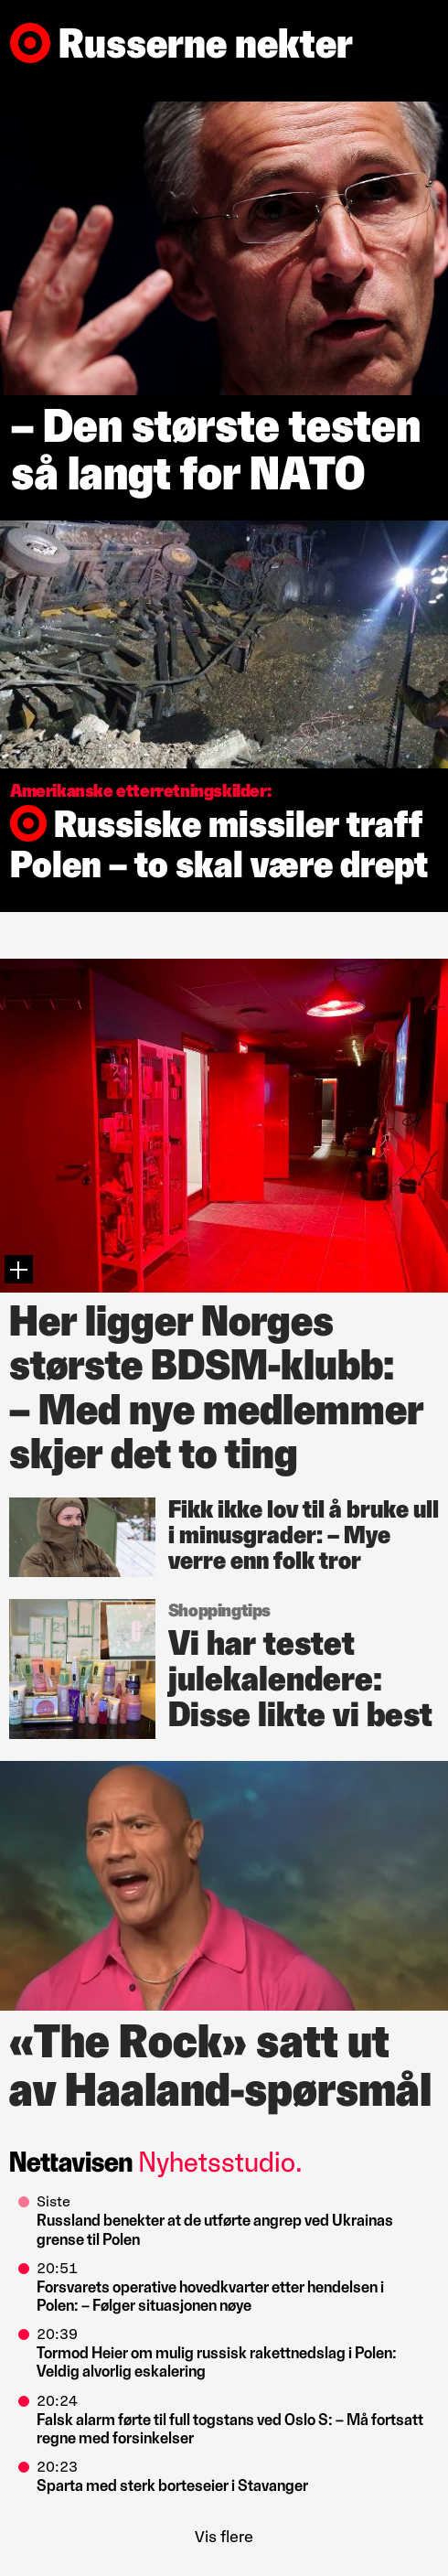 Russerne nekter
– Den største testen
så langt for NATO
Amerikanske etterretningskilder:
Russiske missiler traff
Polen – to skal være drept
Her ligger Norges
største BDSM-klubb:
– Med nye medlemmer
skjer det to ting
Fikk ikke lov til å bruke ull
i minusgrader: – Mye
verre enn folk tror
Shoppingtips
Vi har testet
julekalendere:
Disse likte vi best
«The Rock» satt ut
av Haaland-spørsmål
Nettavisen Nyhetsstudio.
Siste
Russland benekter at de utførte angrep ved Ukrainas
grense til Polen
20:51
Forsvarets operative hovedkvarter etter hendelsen i
Polen: – Følger situasjonen nøye
20:39
Tormod Heier om mulig russisk rakettnedslag i Polen:
Veldig alvorlig eskalering
20:24
Falsk alarm førte til full togstans ved Oslo S: – Må fortsatt
regne med forsinkelser
20:23
Sparta med sterk borteseier i Stavanger
Vis flere